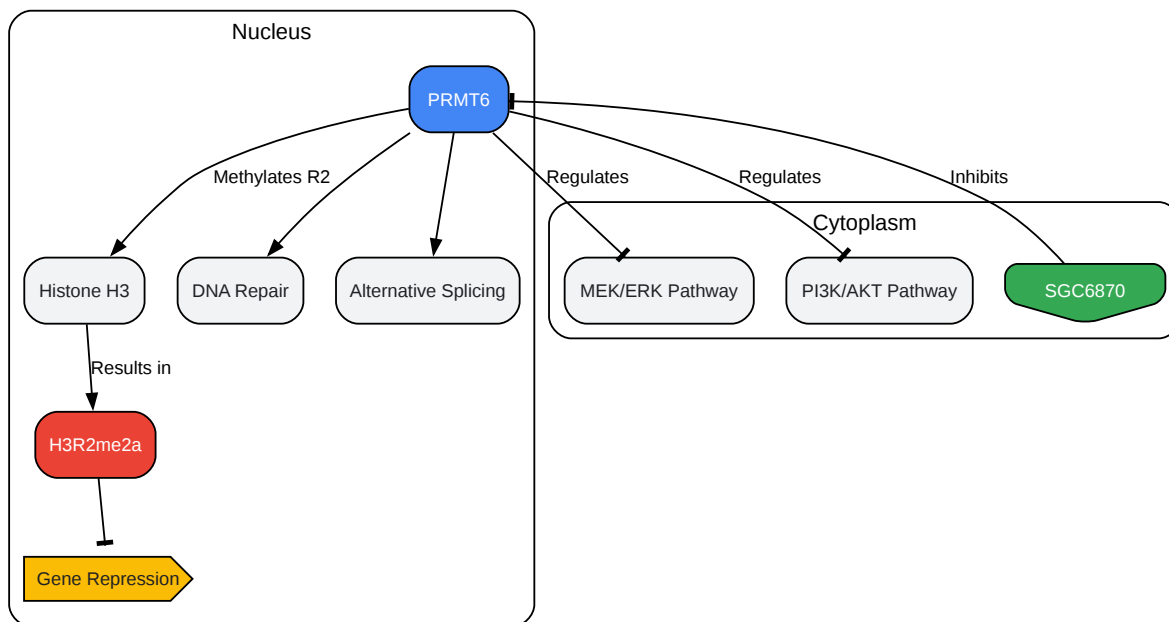 Nucleus
PRMT6
Methylates R2
Regulates
Regulates
Inhibits
Cytoplasm
Histone H3
DNA Repair
Alternative Splicing
MEK/ERK Pathway
PI3K/AKT Pathway
SGC6870
Results in
H3R2me2a
Gene Repression